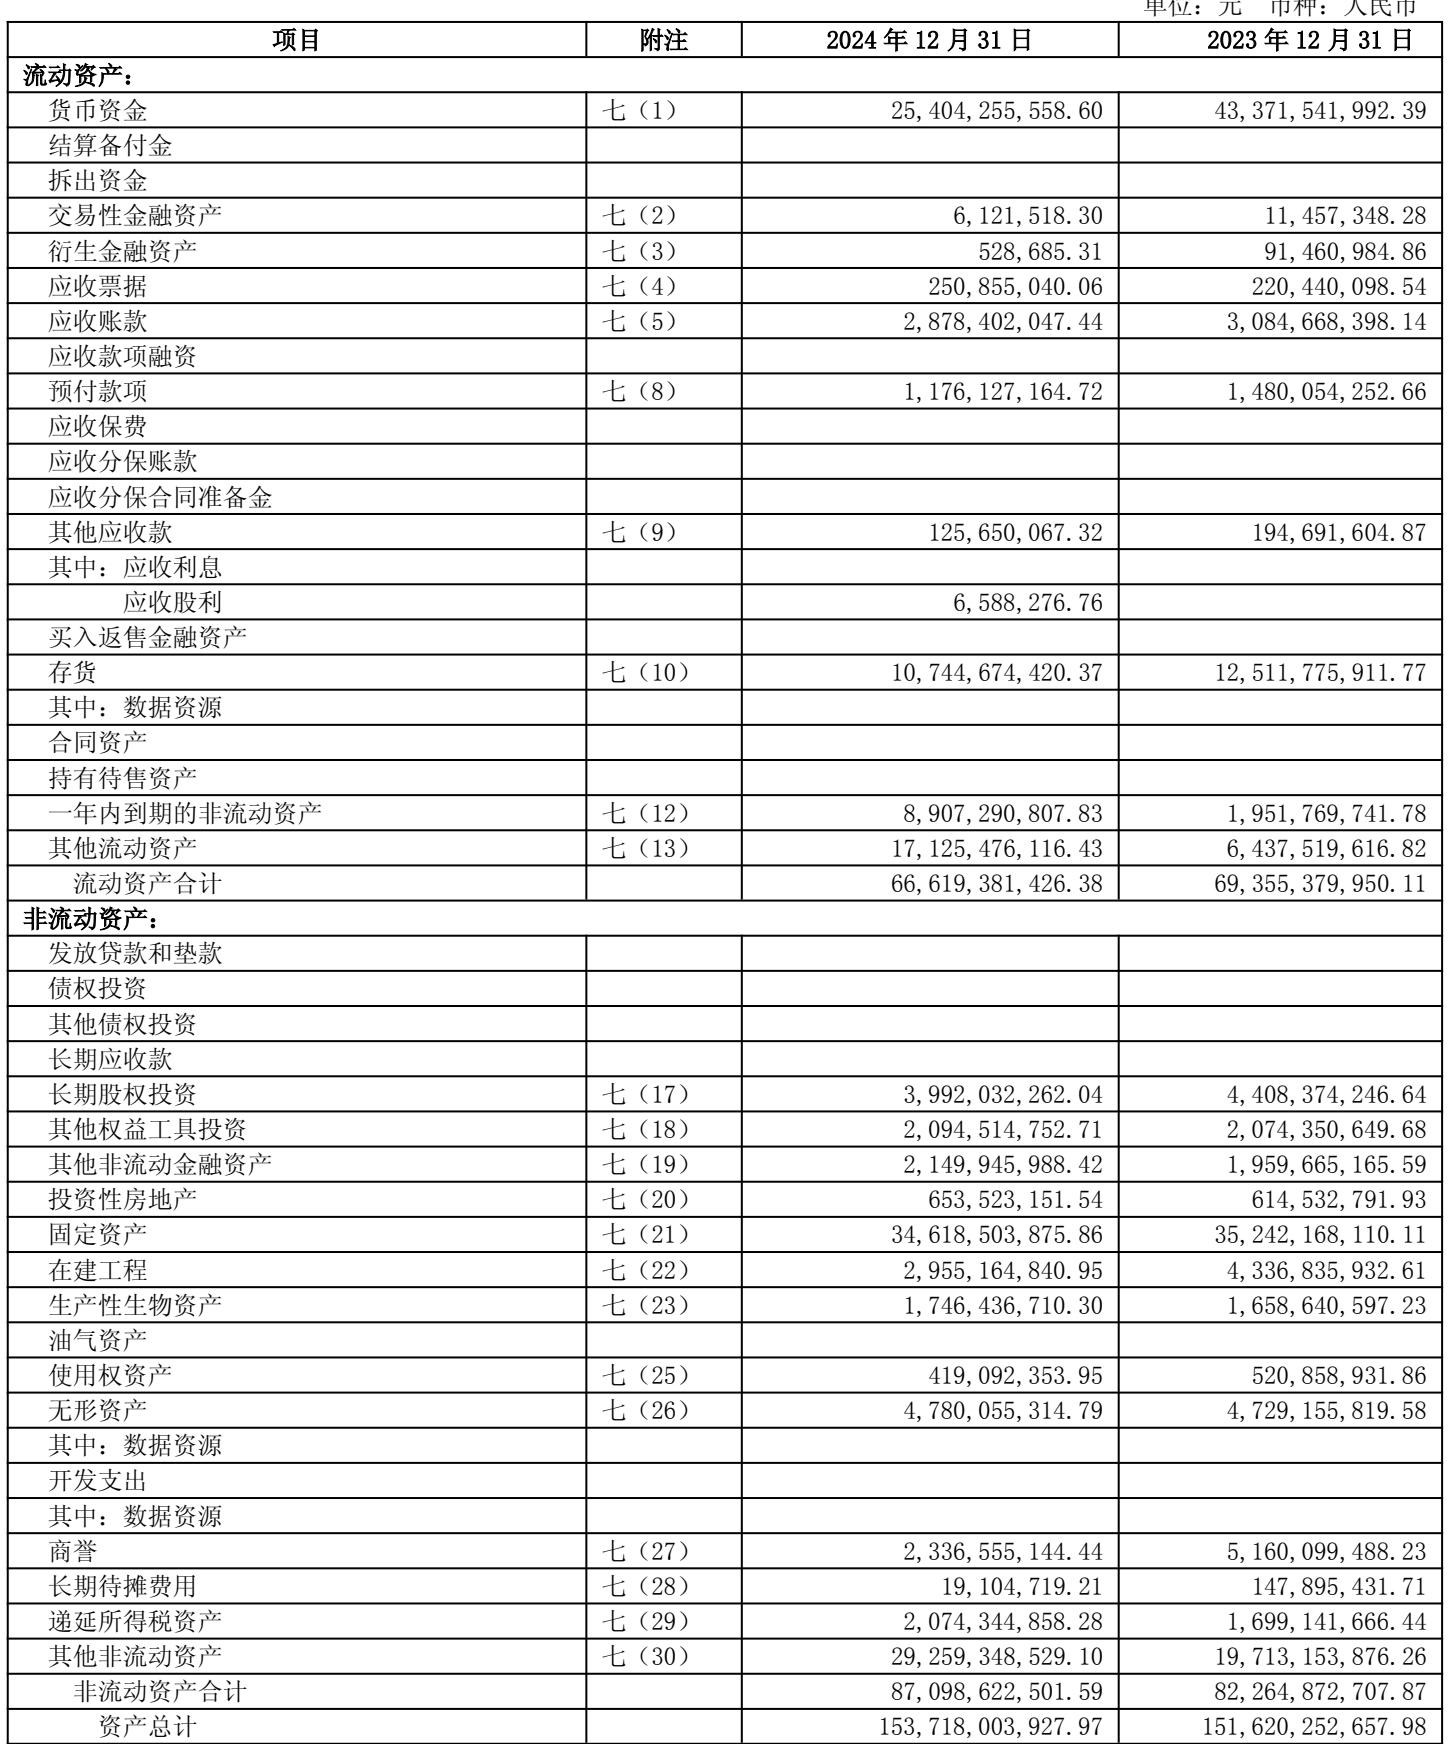 单位：元 币种：人民币
项目 附注 2024年12月31日 2023年12月31日
流动资产：
货币资金 七（1） 25,404,255,558.60 43,371,541,992.39
结算备付金
拆出资金
交易性金融资产 七（2） 6,121,518.30 11,457,348.28
衍生金融资产 七（3） 528,685.31 91,460,984.86
应收票据 七（4） 250,855,040.06 220,440,098.54
应收账款 七（5） 2,878,402,047.44 3,084,668,398.14
应收款项融资
预付款项 七（8） 1,176,127,164.72 1,480,054,252.66
应收保费
应收分保账款
应收分保合同准备金
其他应收款 七（9） 125,650,067.32 194,691,604.87
其中：应收利息
应收股利 6,588,276.76
买入返售金融资产
存货 七（10） 10,744,674,420.37 12,511,775,911.77
其中：数据资源
合同资产
持有待售资产
一年内到期的非流动资产 七（12） 8,907,290,807.83 1,951,769,741.78
其他流动资产 七（13） 17,125,476,116.43 6,437,519,616.82
流动资产合计 66,619,381,426.38 69,355,379,950.11
非流动资产：
发放贷款和垫款
债权投资
其他债权投资
长期应收款
长期股权投资 七（17） 3,992,032,262.04 4,408,374,246.64
其他权益工具投资 七（18） 2,094,514,752.71 2,074,350,649.68
其他非流动金融资产 七（19） 2,149,945,988.42 1,959,665,165.59
投资性房地产 七（20） 653,523,151.54 614,532,791.93
固定资产 七（21） 34,618,503,875.86 35,242,168,110.11
在建工程 七（22） 2,955,164,840.95 4,336,835,932.61
生产性生物资产 七（23） 1,746,436,710.30 1,658,640,597.23
油气资产
使用权资产 七（25） 419,092,353.95 520,858,931.86
无形资产 七（26） 4,780,055,314.79 4,729,155,819.58
其中：数据资源
开发支出
其中：数据资源
商誉 七（27） 2,336,555,144.44 5,160,099,488.23
长期待摊费用 七（28） 19,104,719.21 147,895,431.71
递延所得税资产 七（29） 2,074,344,858.28 1,699,141,666.44
其他非流动资产 七（30） 29,259,348,529.10 19,713,153,876.26
非流动资产合计 87,098,622,501.59 82,264,872,707.87
资产总计 153,718,003,927.97 151,620,252,657.98